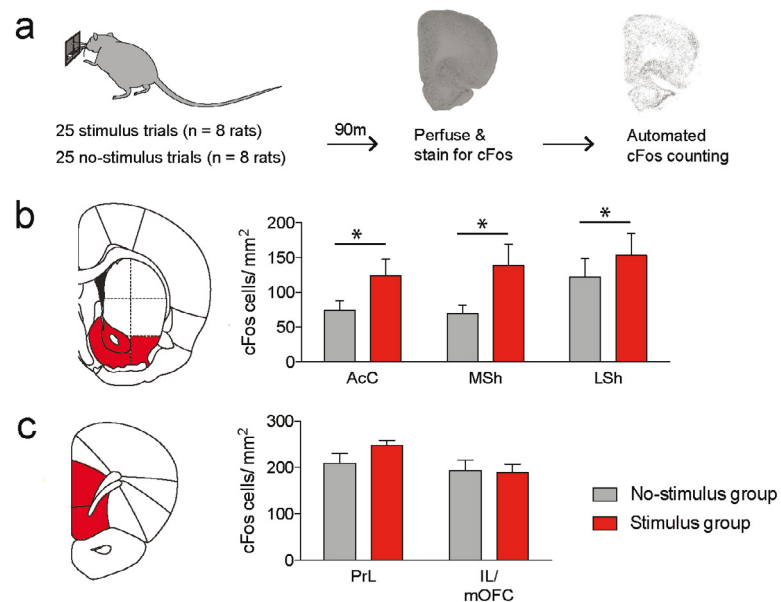 a
25 stimulus trials (n = 8 rats)
25 no-stimulus trials (n = 8 rats)
90m
Perfuse &
stain for cFos
Automated
cFos counting
b
cFos cells/mm²
200
150
100
50
0
*
*
*
AcC
MSh
LSh
c
cFos cells/mm²
300
200
100
0
PrL
IL/
mOFC
No-stimulus group
Stimulus group